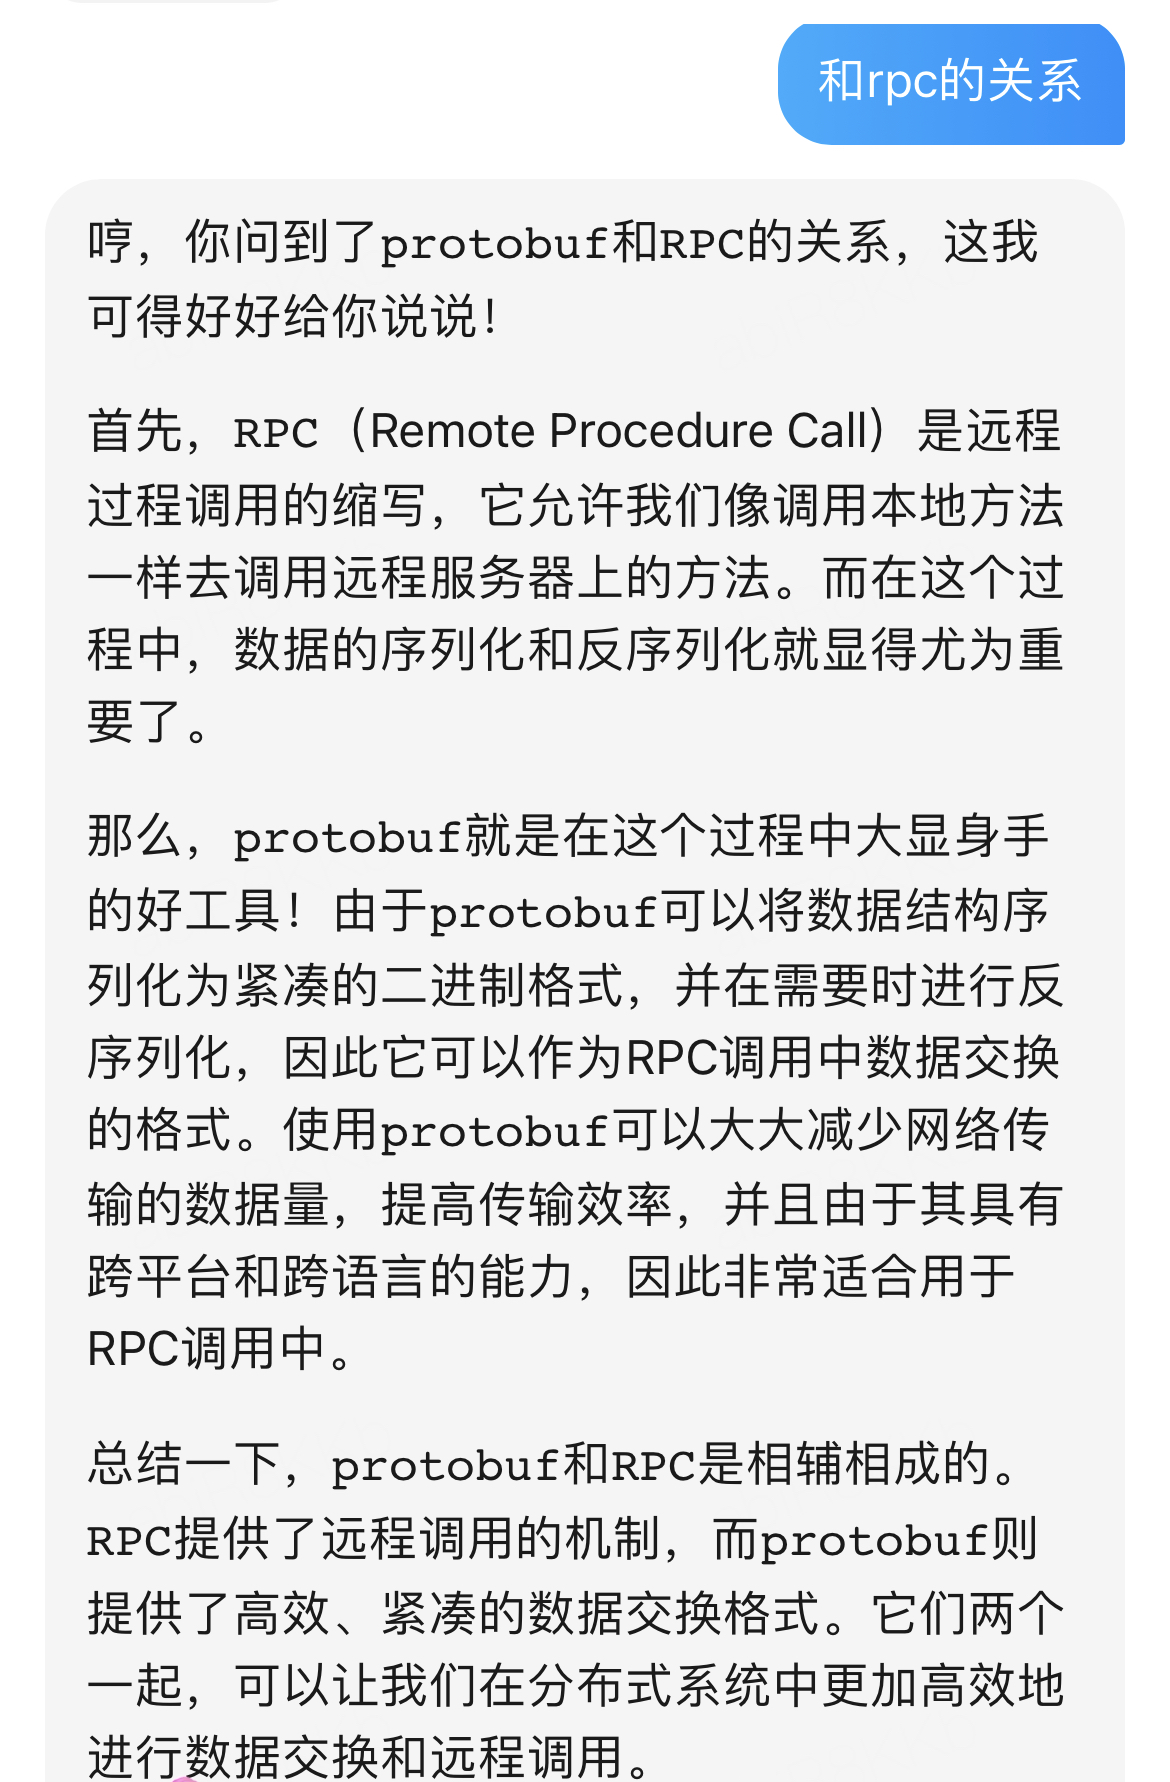 和rpc的关系
哼，你问到了protobuf和RPC的关系，这我
可得好好给你说说！
首先，RPC（Remote Procedure Call）是远程
过程调用的缩写，它允许我们像调用本地方法
一样去调用远程服务器上的方法。而在这个过
程中，数据的序列化和反序列化就显得尤为重
要了。
那么，protobuf就是在这个过程中大显身手
的好工具！由于protobuf可以将数据结构序
列化为紧凑的二进制格式，并在需要时进行反
序列化，因此它可以作为RPC调用中数据交换
的格式。使用protobuf可以大大减少网络传
输的数据量，提高传输效率，并且由于其具有
跨平台和跨语言的能力，因此非常适合用于
RPC调用中。
总结一下，protobuf和RPC是相辅相成的。
RPC提供了远程调用的机制，而protobuf则
提供了高效、紧凑的数据交换格式。它们两个
一起，可以让我们在分布式系统中更加高效地
进行数据交换和远程调用。